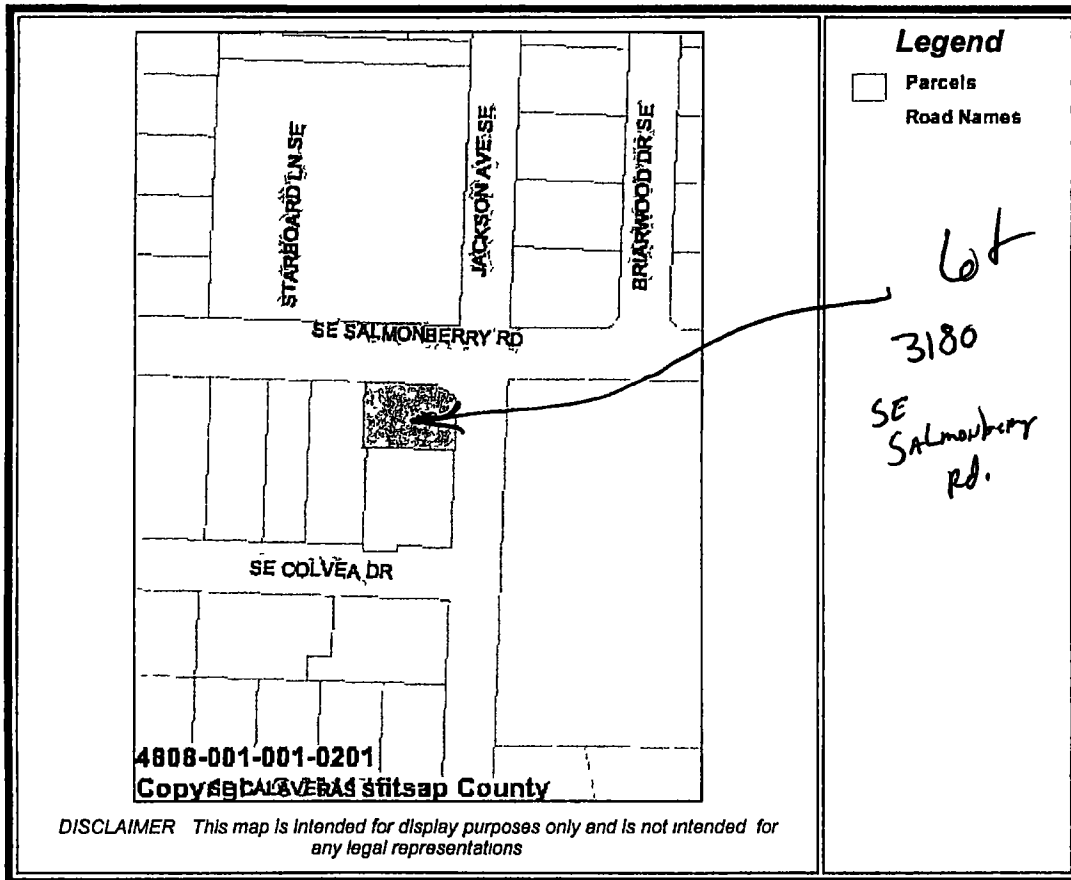 Legend
Parcels
Road Names
STARBOARD LN SE
JACKSON AVE SE
BRIARWOOD DR SE
SE SALMONBERRY RD
Lot
3180
SE
SALmonberry
Rd.
SE COLVEA DR
4808-001-001-0201
County
DISCLAIMER This map is intended for display purposes only and is not intended for
any legal representations